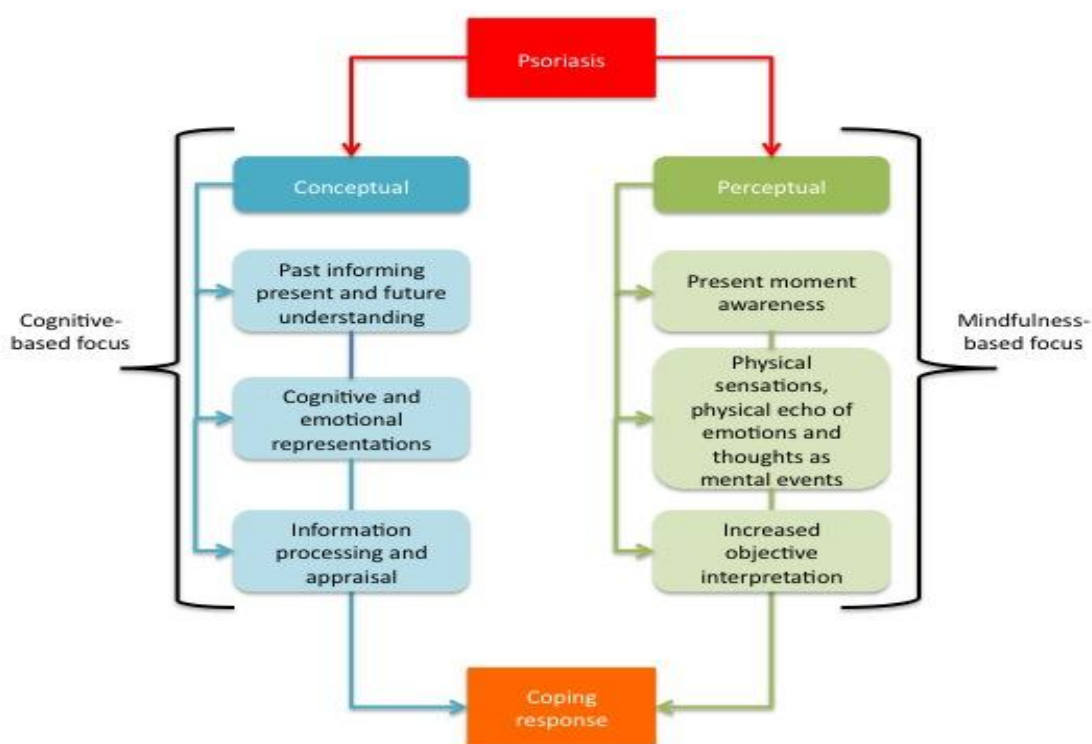 Psoriasis
Conceptual
Perceptual
Past informing
present and future
understanding
Present moment
awareness
Cognitive-
based focus
Mindfulness-
based focus
Cognitive and
emotional
representations
Physical
sensations,
physical echo of
emotions and
thoughts as
mental events
Information
processing and
appraisal
Increased
objective
interpretation
Coping
response